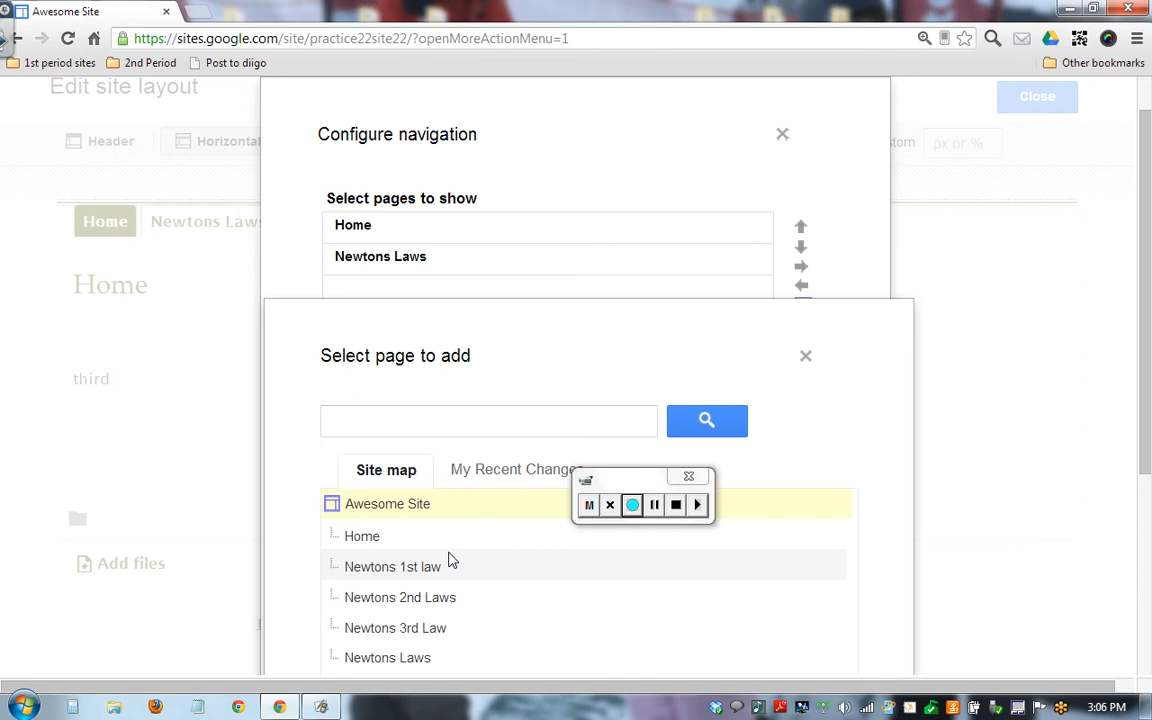 Awesome Site
https://sites.google.com/site/practice22site22/?openMoreActionMenu=1
1st period sites
2nd Period
Post to diigo
Other bookmarks
Edit site layout
Close
Configure navigation
Header
Horizontal
stom
px or %
Select pages to show
Home
Newtons Laws
Home
Newtons Laws
Home
Select page to add
third
Site map
My Recent Changes
M
Awesome Site
Home
Add files
Newtons 1st law
Newtons 2nd Laws
Newtons 3rd Law
Newtons Laws
3:06 PM